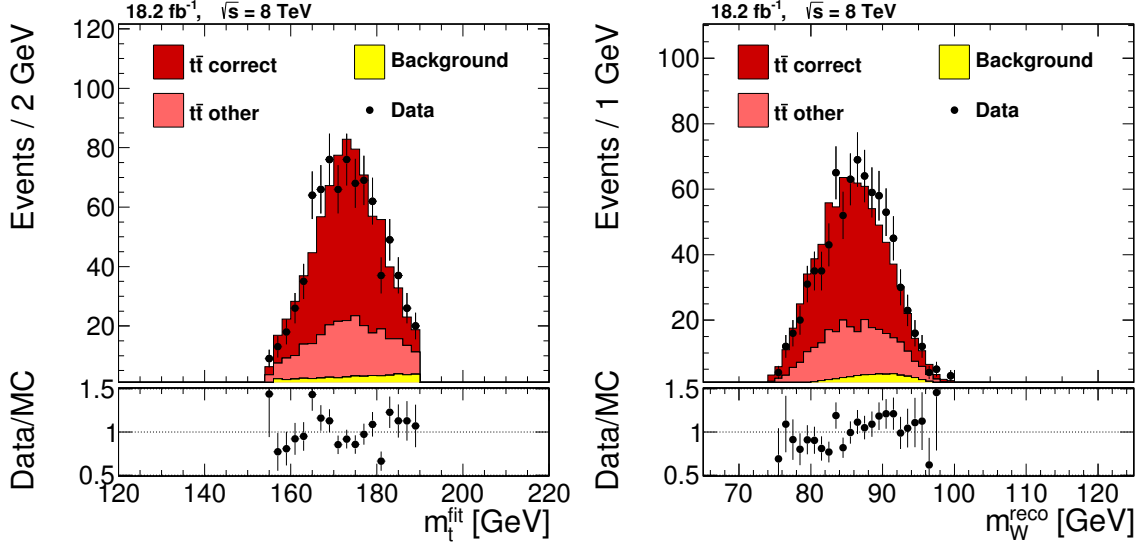 18.2 fb⁻¹, √s = 8 TeV
Events / 2 GeV
120
100
80
60
40
20
tt̄ correct
Background
tt̄ other
Data
Data/MC
1.5
1
0.5
120 140 160 180 200 220
m_t^fit [GeV]
18.2 fb⁻¹, √s = 8 TeV
Events / 1 GeV
100
80
60
40
20
tt̄ correct
Background
tt̄ other
Data
Data/MC
1.5
1
0.5
70 80 90 100 110 120
m_W^reco [GeV]